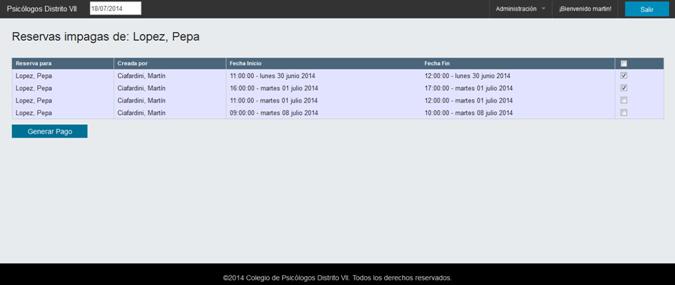 Psicólogos Distrito VII 18/07/2014 Administración ¡Bienvenido martin! Salir
Reservas impagas de: Lopez, Pepa
Reserva para Creada por Fecha Inicio Fecha Fin
Lopez, Pepa Ciafardini, Martín 11:00:00 - lunes 30 junio 2014 12:00:00 - lunes 30 junio 2014
Lopez, Pepa Ciafardini, Martín 16:00:00 - martes 01 julio 2014 17:00:00 - martes 01 julio 2014
Lopez, Pepa Ciafardini, Martín 11:00:00 - martes 01 julio 2014 12:00:00 - martes 01 julio 2014
Lopez, Pepa Ciafardini, Martín 09:00:00 - martes 08 julio 2014 10:00:00 - martes 08 julio 2014
Generar Pago
©2014 Colegio de Psicólogos Distrito VII. Todos los derechos reservados.